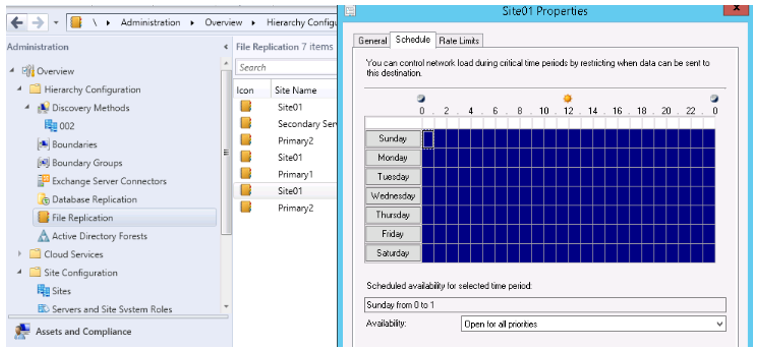 \ ▸ Administration ▸ Overview ▸ Hierarchy Configu
Administration
Overview
Hierarchy Configuration
Discovery Methods
002
Boundaries
Boundary Groups
Exchange Server Connectors
Database Replication
File Replication
Active Directory Forests
Cloud Services
Site Configuration
Sites
Servers and Site System Roles
Assets and Compliance
File Replication 7 items
Search
Icon Site Name
Site01
Secondary Ser
Primary2
Site01
Primary1
Site01
Primary2
Site01 Properties
x
General Schedule Rate Limits
You can control network load during critical time periods by restricting when data can be sent to
this destination.
0 . 2 . 4 . 6 . 8 . 10 . 12 . 14 . 16 . 18 . 20 . 22 . 0
Sunday
Monday
Tuesday
Wednesday
Thursday
Friday
Saturday
Scheduled availability for selected time period:
Sunday from 0 to 1
Availability: Open for all priorities